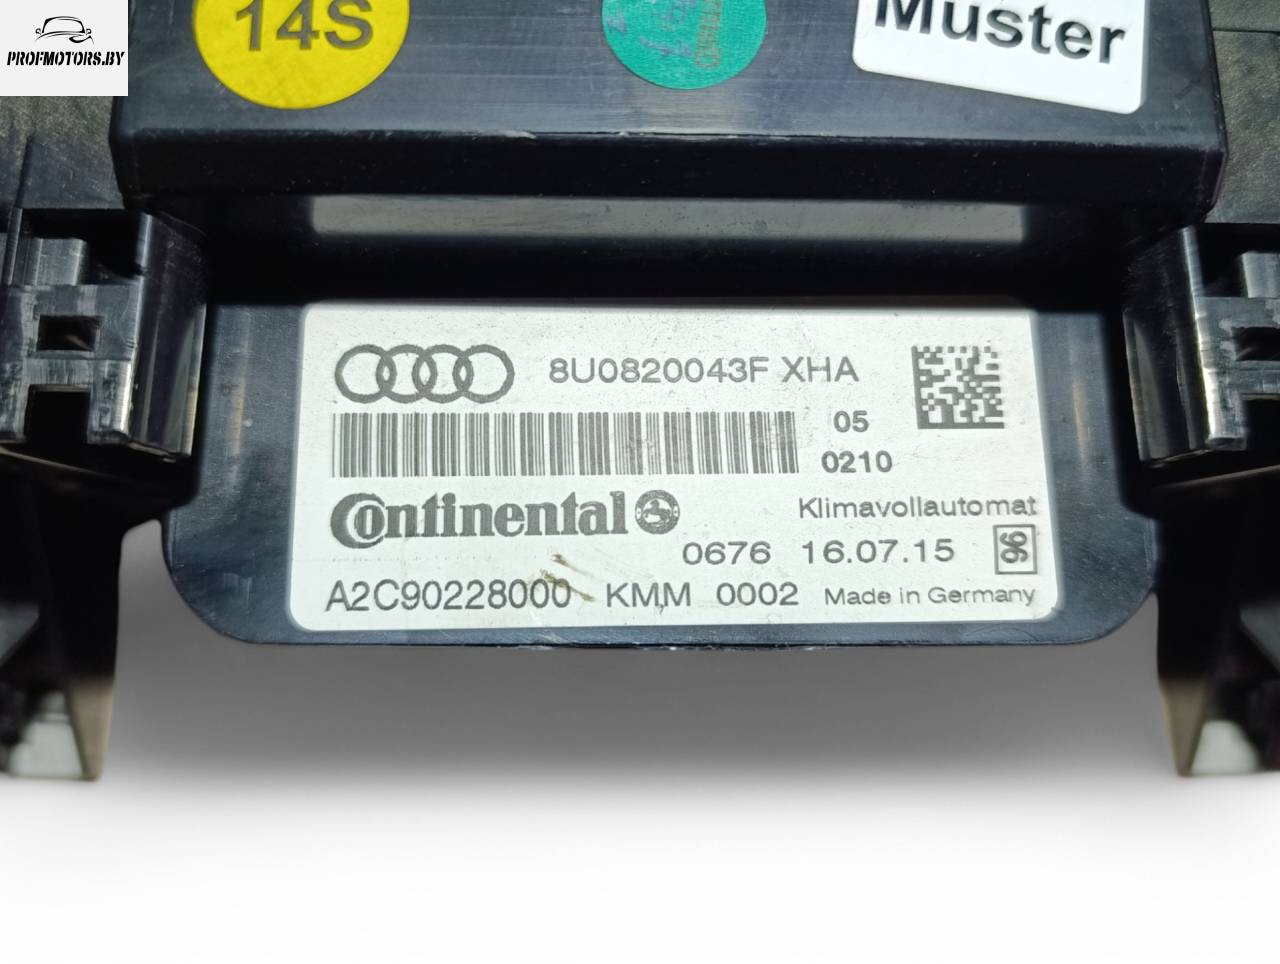 PROFMOTORS.BY
14S
Muster
8U0820043F XHA
05
0210
Continental
Klimavollautomat
0676 16.07.15 96
A2C90228000 KMM 0002 Made in Germany